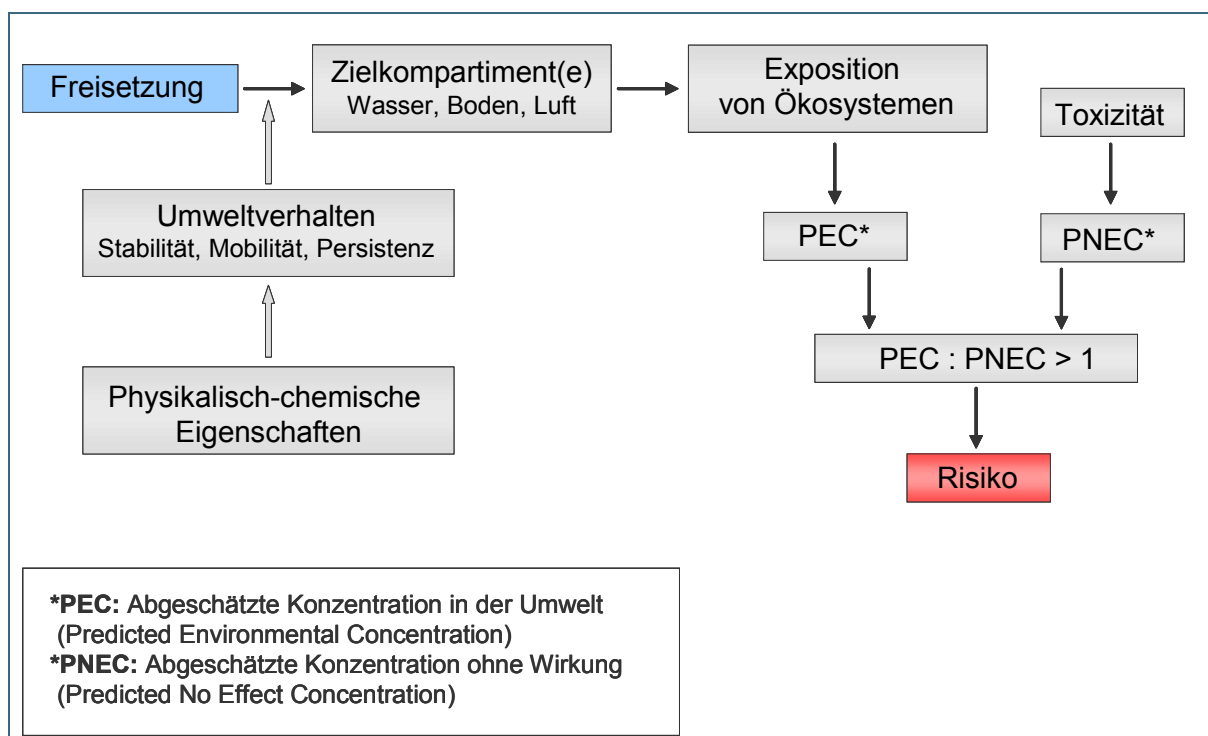 Freisetzung
Zielkompartiment(e)
Wasser, Boden, Luft
Exposition
von Ökosystemen
Toxizität
Umweltverhalten
Stabilität, Mobilität, Persistenz
PEC*
PNEC*
PEC : PNEC > 1
Physikalisch-chemische
Eigenschaften
Risiko
*PEC: Abgeschätzte Konzentration in der Umwelt
(Predicted Environmental Concentration)
*PNEC: Abgeschätzte Konzentration ohne Wirkung
(Predicted No Effect Concentration)